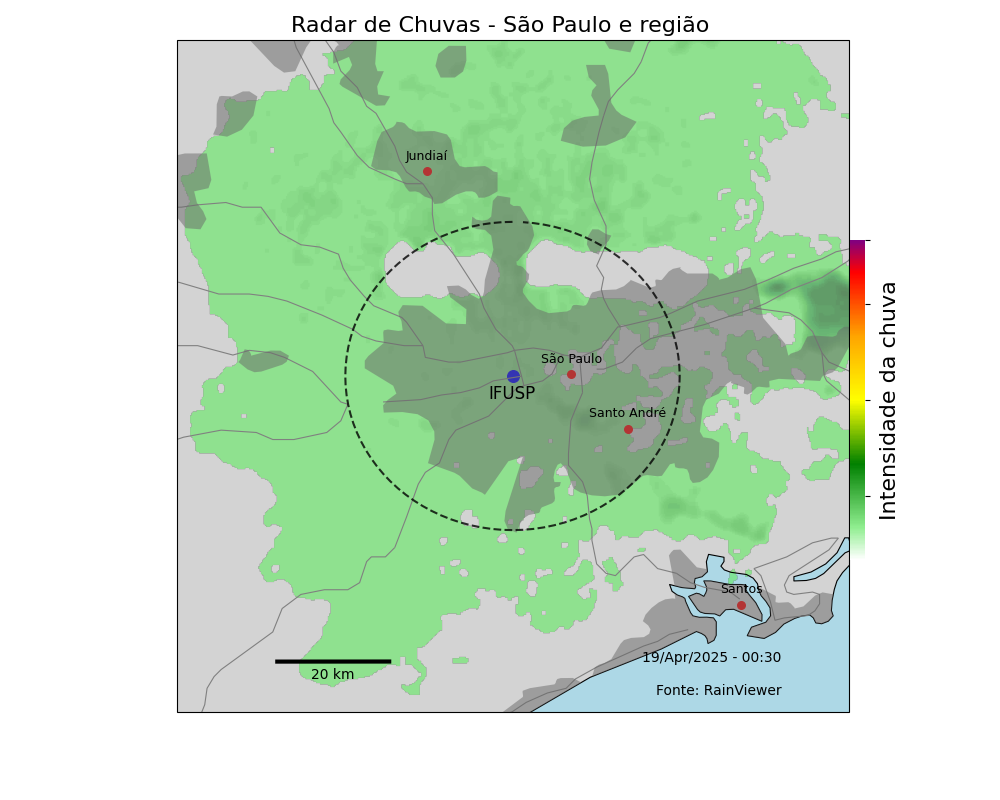 Radar de Chuvas - São Paulo e região
Jundiaí
São Paulo
IFUSP
Santo André
Intensidade da chuva
Santos
19/Apr/2025 - 00:30
20 km
Fonte: RainViewer